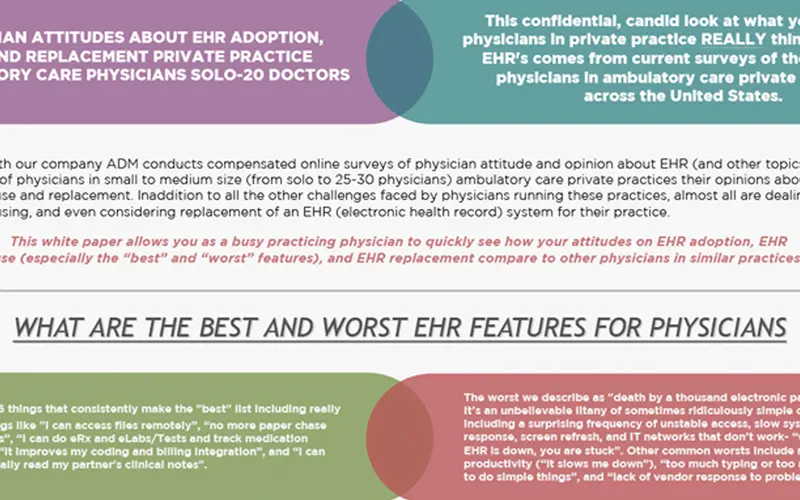 IAN ATTITUDES ABOUT EHR ADOPTION,
ND REPLACEMENT PRIVATE PRACTICE
ORY CARE PHYSICIANS SOLO-20 DOCTORS
This confidential, candid look at what yo
physicians in private practice REALLY thin
EHR's comes from current surveys of the
physicians in ambulatory care private
across the United States.
th our company ADM conducts compensated online surveys of physician attitude and opinion about EHR (and other topic
of physicians in small to medium size (from solo to 25-30 physicians) ambulatory care private practices their opinions abo
use and replacement. Inaddition to all the other challenges faced by physicians running these practices, almost all are dealin
using, and even considering replacement of an EHR (electronic health record) system for their practice.
This white paper allows you as a busy practicing physician to quickly see how your attitudes on EHR adoption, EHR
se (especially the “best” and “worst” features), and EHR replacement compare to other physicians in similar practices
WHAT ARE THE BEST AND WORST EHR FEATURES FOR PHYSICIANS
5 things that consistently make the "best" list including really
gs like "I can access files remotely", "no more paper chase
s", "I can do eRx and eLabs/Tests and track medication
"it improves my coding and billing integration", and "I can
ally read my partner's clinical notes".
The worst we describe as "death by a thousand electronic pa
It's an unbelievable litany of sometimes ridiculously simple
including a surprising frequency of unstable access, slow sys
response, screen refresh, and IT networks that don't work-
EHR is down, you are stuck". Other common worsts include
productivity ("it slows me down"), "too much typing or too
to do simple things", and "lack of vendor response to proble